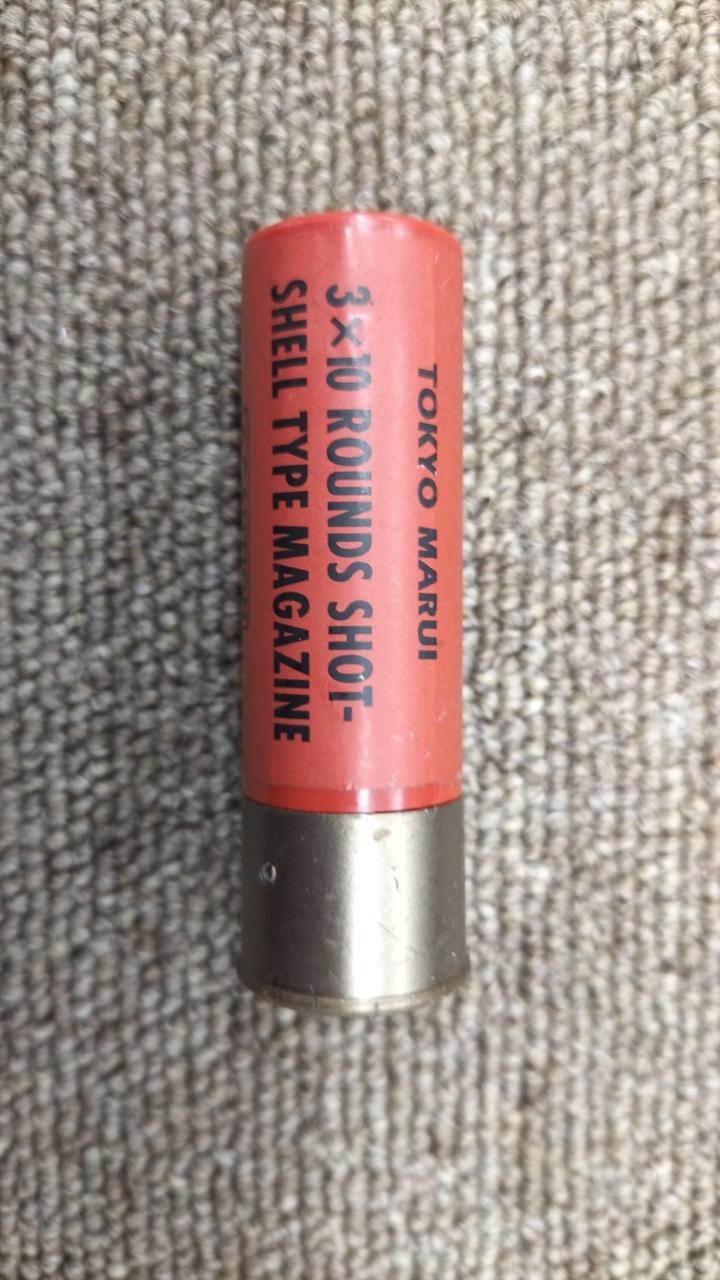 TOKYO MARUI
3×10 ROUNDS SHOT-
SHELL TYPE MAGAZINE